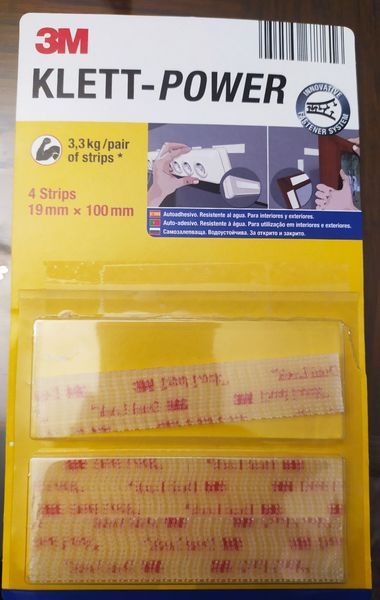 3M
KLETT-POWER
INNOVATIVE
FASTENER SYSTEM
3,3 kg/pair
of strips *
4 Strips
19 mm × 100 mm
Autoadhesivo. Resistente al agua. Para interiores y exteriores.
Auto-adesivo. Resistente à água. Para utilização em interiores e exteriores.
Самозалепваща. Водоустойчива. За открито и закрито.